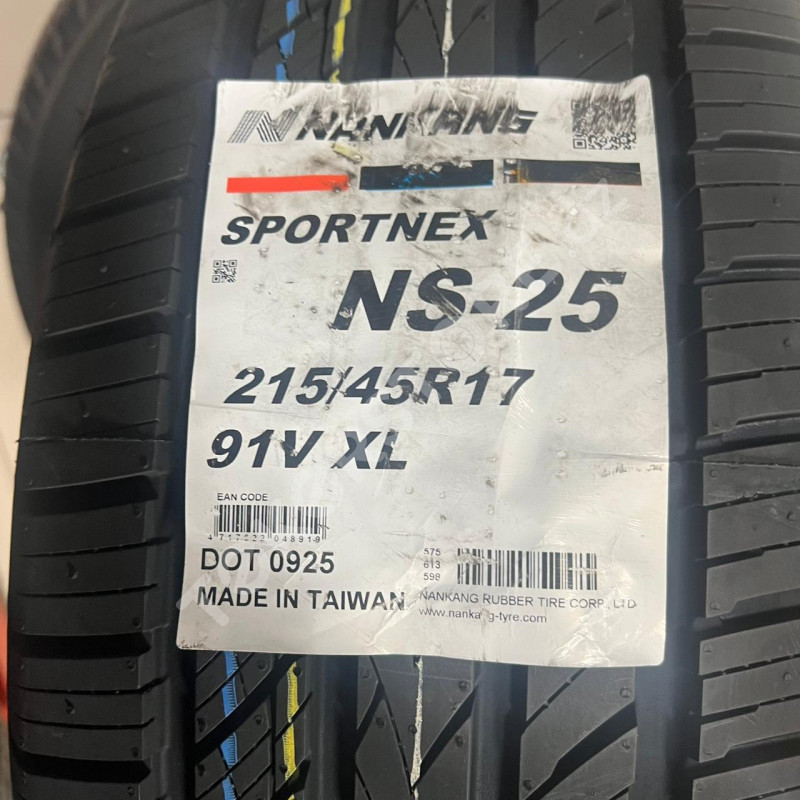 NANKANG
SPORTNEX
NS-25
215/45R17
91V XL
EAN CODE
4717622048919
DOT 0925
MADE IN TAIWAN
575
613
598
NANKANG RUBBER TIRE CORP., LTD
www.nankang-tyre.com